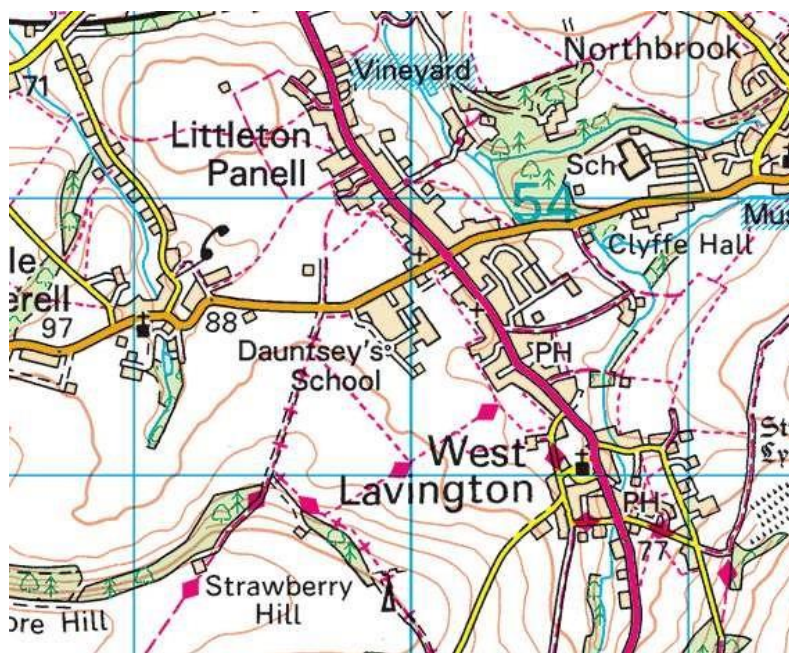 Northbrook
Vineyard
71
Littleton
Panell
Sch
54
Mus
Clyffe Hall
le
erell
97
88
Dauntsey's
School
PH
West
Lavington
PH
77
Strawberry
Hill
ore Hill